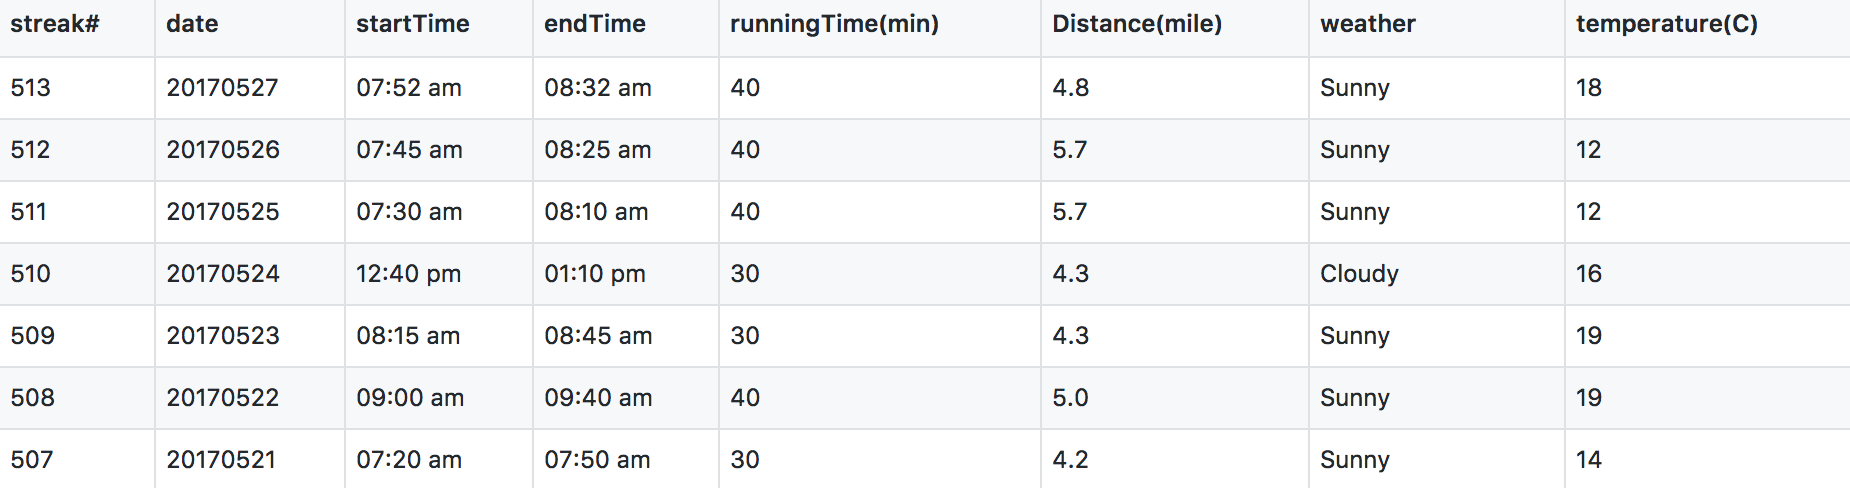 streak# date startTime endTime runningTime(min) Distance(mile) weather temperature(C)
513 20170527 07:52 am 08:32 am 40 4.8 Sunny 18
512 20170526 07:45 am 08:25 am 40 5.7 Sunny 12
511 20170525 07:30 am 08:10 am 40 5.7 Sunny 12
510 20170524 12:40 pm 01:10 pm 30 4.3 Cloudy 16
509 20170523 08:15 am 08:45 am 30 4.3 Sunny 19
508 20170522 09:00 am 09:40 am 40 5.0 Sunny 19
507 20170521 07:20 am 07:50 am 30 4.2 Sunny 14